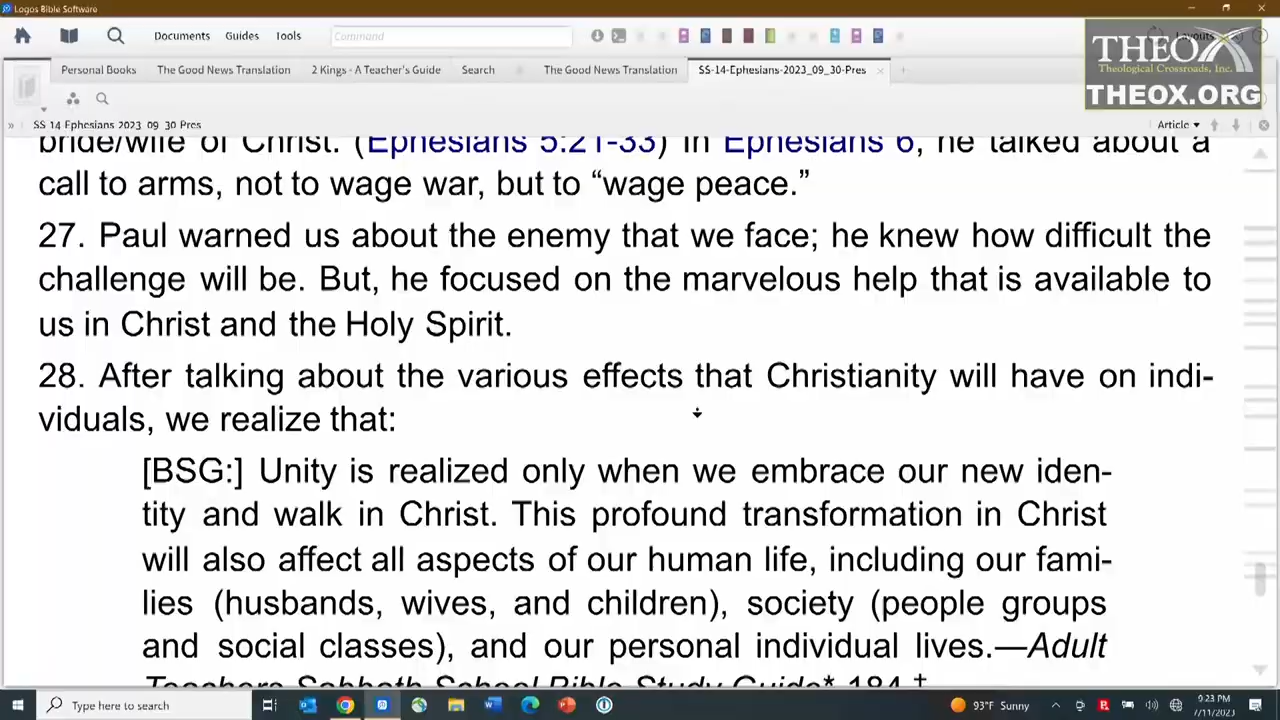 Logos Bible Software
Documents Guides Tools Command Layouts
THEOX
Theological Crossroads, Inc.
THEOX.ORG
Personal Books The Good News Translation 2 Kings - A Teacher's Guide Search The Good News Translation SS-14-Ephesians-2023_09_30-Pres
SS-14-Ephesians-2023_09_30-Pres Article
bride/wife of Christ. (Ephesians 5:21-33) In Ephesians 6, he talked about a
call to arms, not to wage war, but to “wage peace.”
27. Paul warned us about the enemy that we face; he knew how difficult the
challenge will be. But, he focused on the marvelous help that is available to
us in Christ and the Holy Spirit.
28. After talking about the various effects that Christianity will have on indi-
viduals, we realize that:
[BSG:] Unity is realized only when we embrace our new iden-
tity and walk in Christ. This profound transformation in Christ
will also affect all aspects of our human life, including our fami-
lies (husbands, wives, and children), society (people groups
and social classes), and our personal individual lives.—Adult
Teachers Sabbath School Bible Study Guide* 184.†
Type here to search 93°F Sunny 9:23 PM
7/11/2023